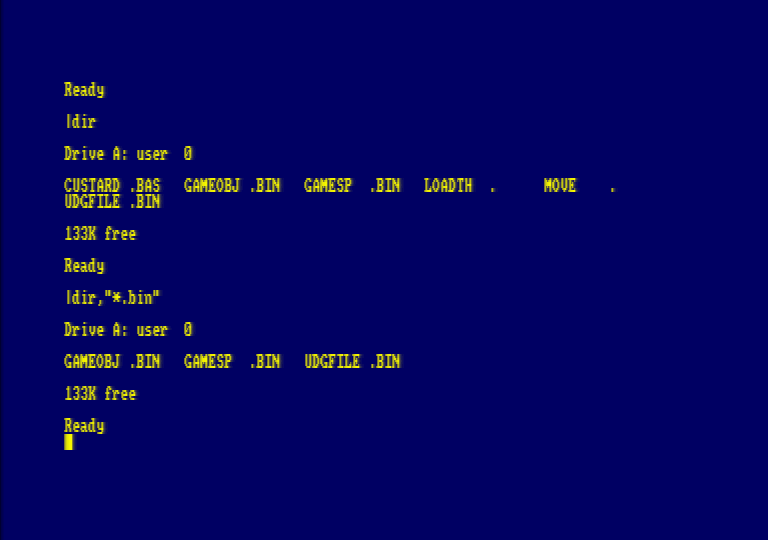 Ready
|dir
Drive A: user  0
CUSTARD .BAS   GAMEOBJ .BIN   GAMESP  .BIN   LOADTH  .      MOVE    .
UDGFILE .BIN
133K free
Ready
|dir,"*.bin"
Drive A: user  0
GAMEOBJ .BIN   GAMESP  .BIN   UDGFILE .BIN
133K free
Ready